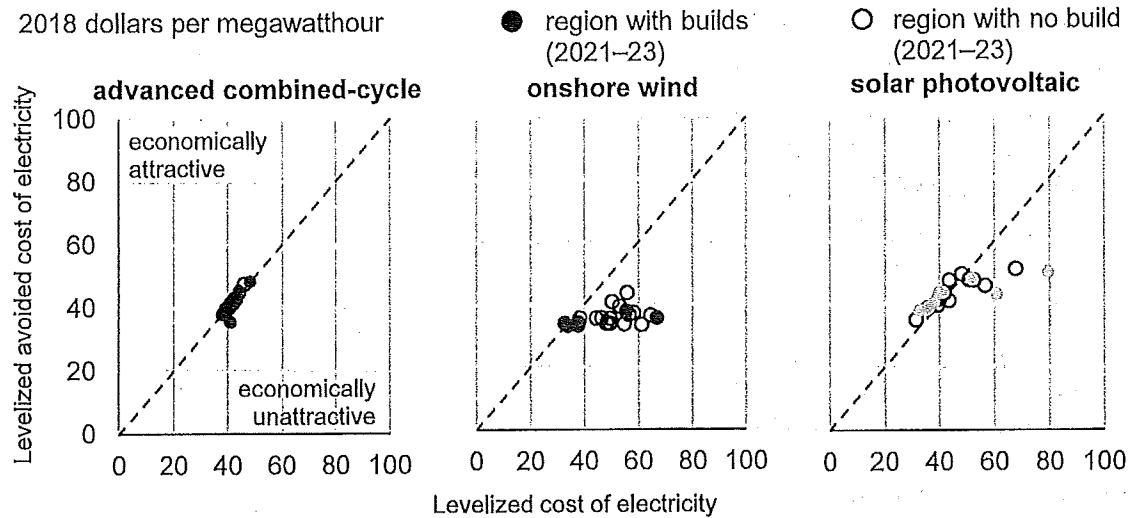 2018 dollars per megawatthour
region with builds
(2021–23)
region with no build
(2021–23)
advanced combined-cycle
onshore wind
solar photovoltaic
Levelized avoided cost of electricity
100
80
60
40
20
0
economically
attractive
economically
unattractive
0 20 40 60 80 100
0 20 40 60 80 100
0 20 40 60 80 100
Levelized cost of electricity